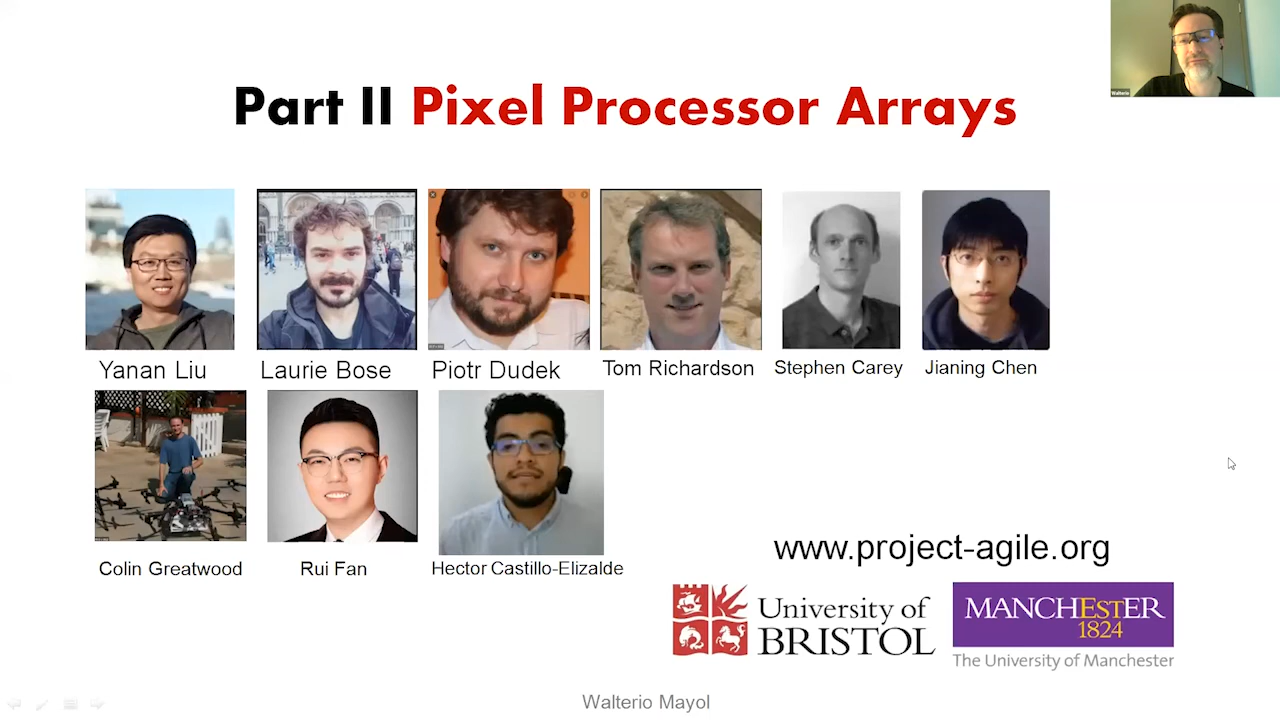 Walterio
Part II Pixel Processor Arrays
Yanan Liu
Laurie Bose
Piotr Dudek
Tom Richardson
Stephen Carey
Jianing Chen
Colin Greatwood
Rui Fan
Hector Castillo-Elizalde
www.project-agile.org
University of
BRISTOL
MANCHEsTER
1824
The University of Manchester
Walterio Mayol